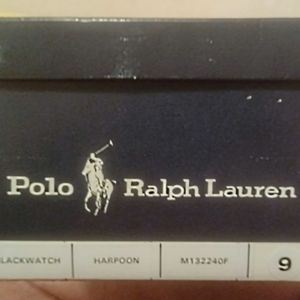 Polo Ralph Lauren
LACKWATCH HARPOON M132240F 9